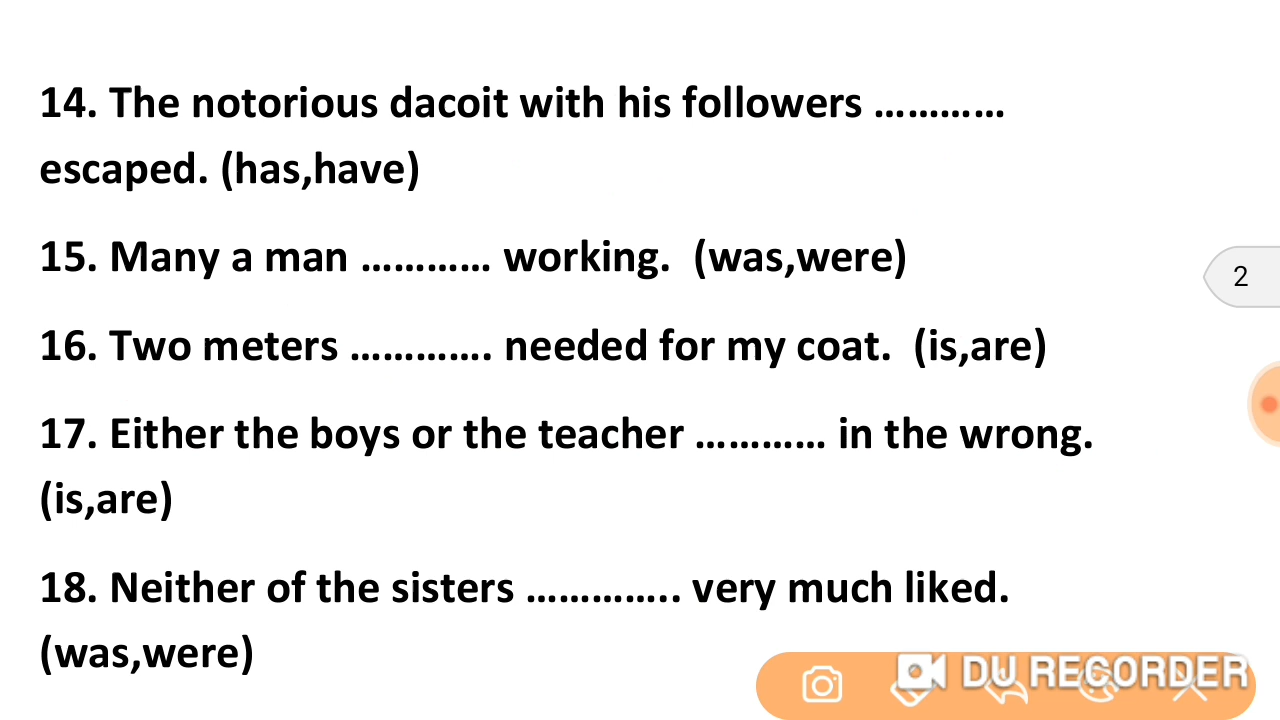 14. The notorious dacoit with his followers …………
escaped. (has,have)
15. Many a man ………… working.  (was,were)
16. Two meters …………. needed for my coat.  (is,are)
17. Either the boys or the teacher ………… in the wrong.
(is,are)
18. Neither of the sisters ………….. very much liked.
(was,were)
2
DU RECORDER